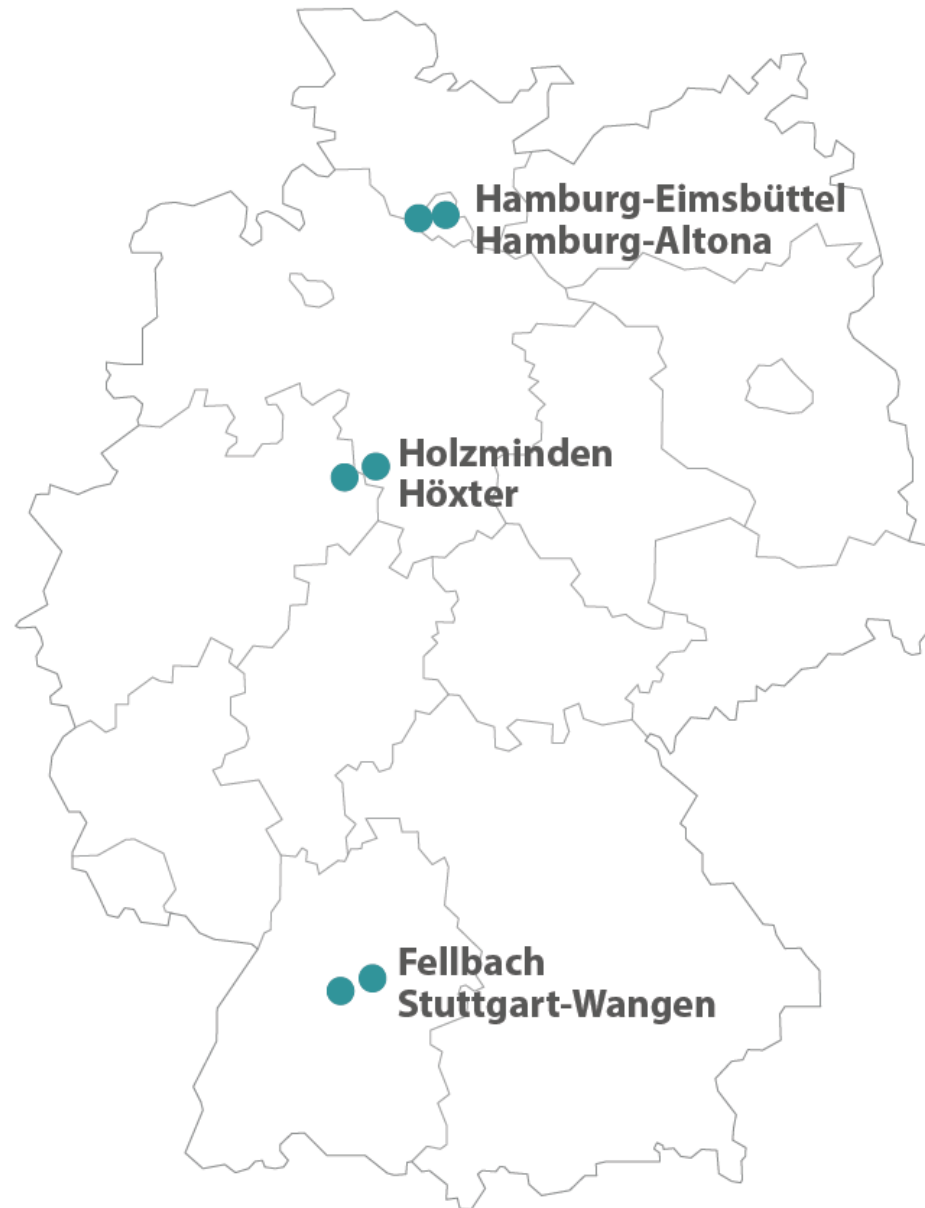 Hamburg-Eimsbüttel
Hamburg-Altona
Holzminden
Höxter
Fellbach
Stuttgart-Wangen